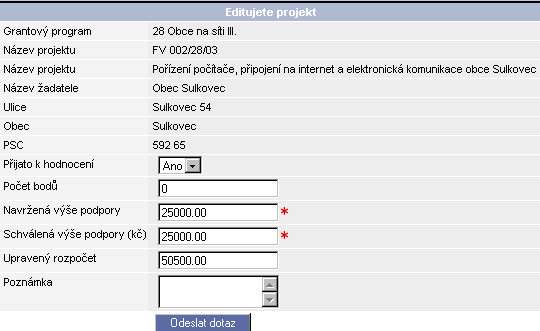 Editujete projekt
Grantový program 28 Obce na síti III.
Název projektu FV 002/28/03
Název projektu Pořízení počítače, připojení na internet a elektronická komunikace obce Sulkovec
Název žadatele Obec Sulkovec
Ulice Sulkovec 54
Obec Sulkovec
PSC 592 65
Přijato k hodnocení Ano
Počet bodů 0
Navržená výše podpory 25000.00 *
Schválená výše podpory (kč) 25000.00 *
Upravený rozpočet 50500.00
Poznámka
Odeslat dotaz